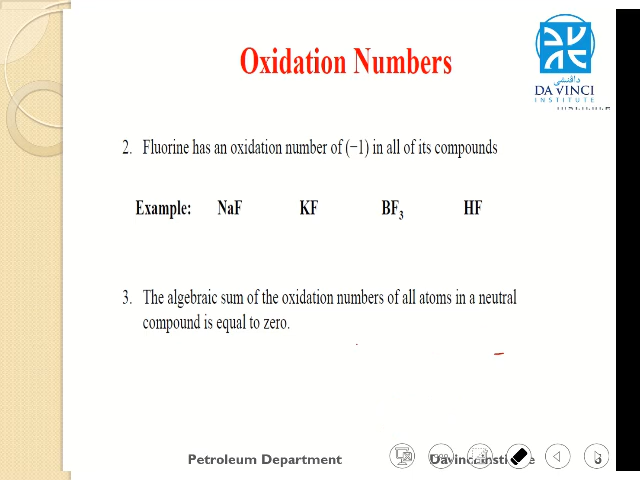 Oxidation Numbers
دافنشي
DA VINCI
INSTITUTE
2. Fluorine has an oxidation number of (−1) in all of its compounds
Example: NaF KF BF₃ HF
3. The algebraic sum of the oxidation numbers of all atoms in a neutral
compound is equal to zero.
Petroleum Department